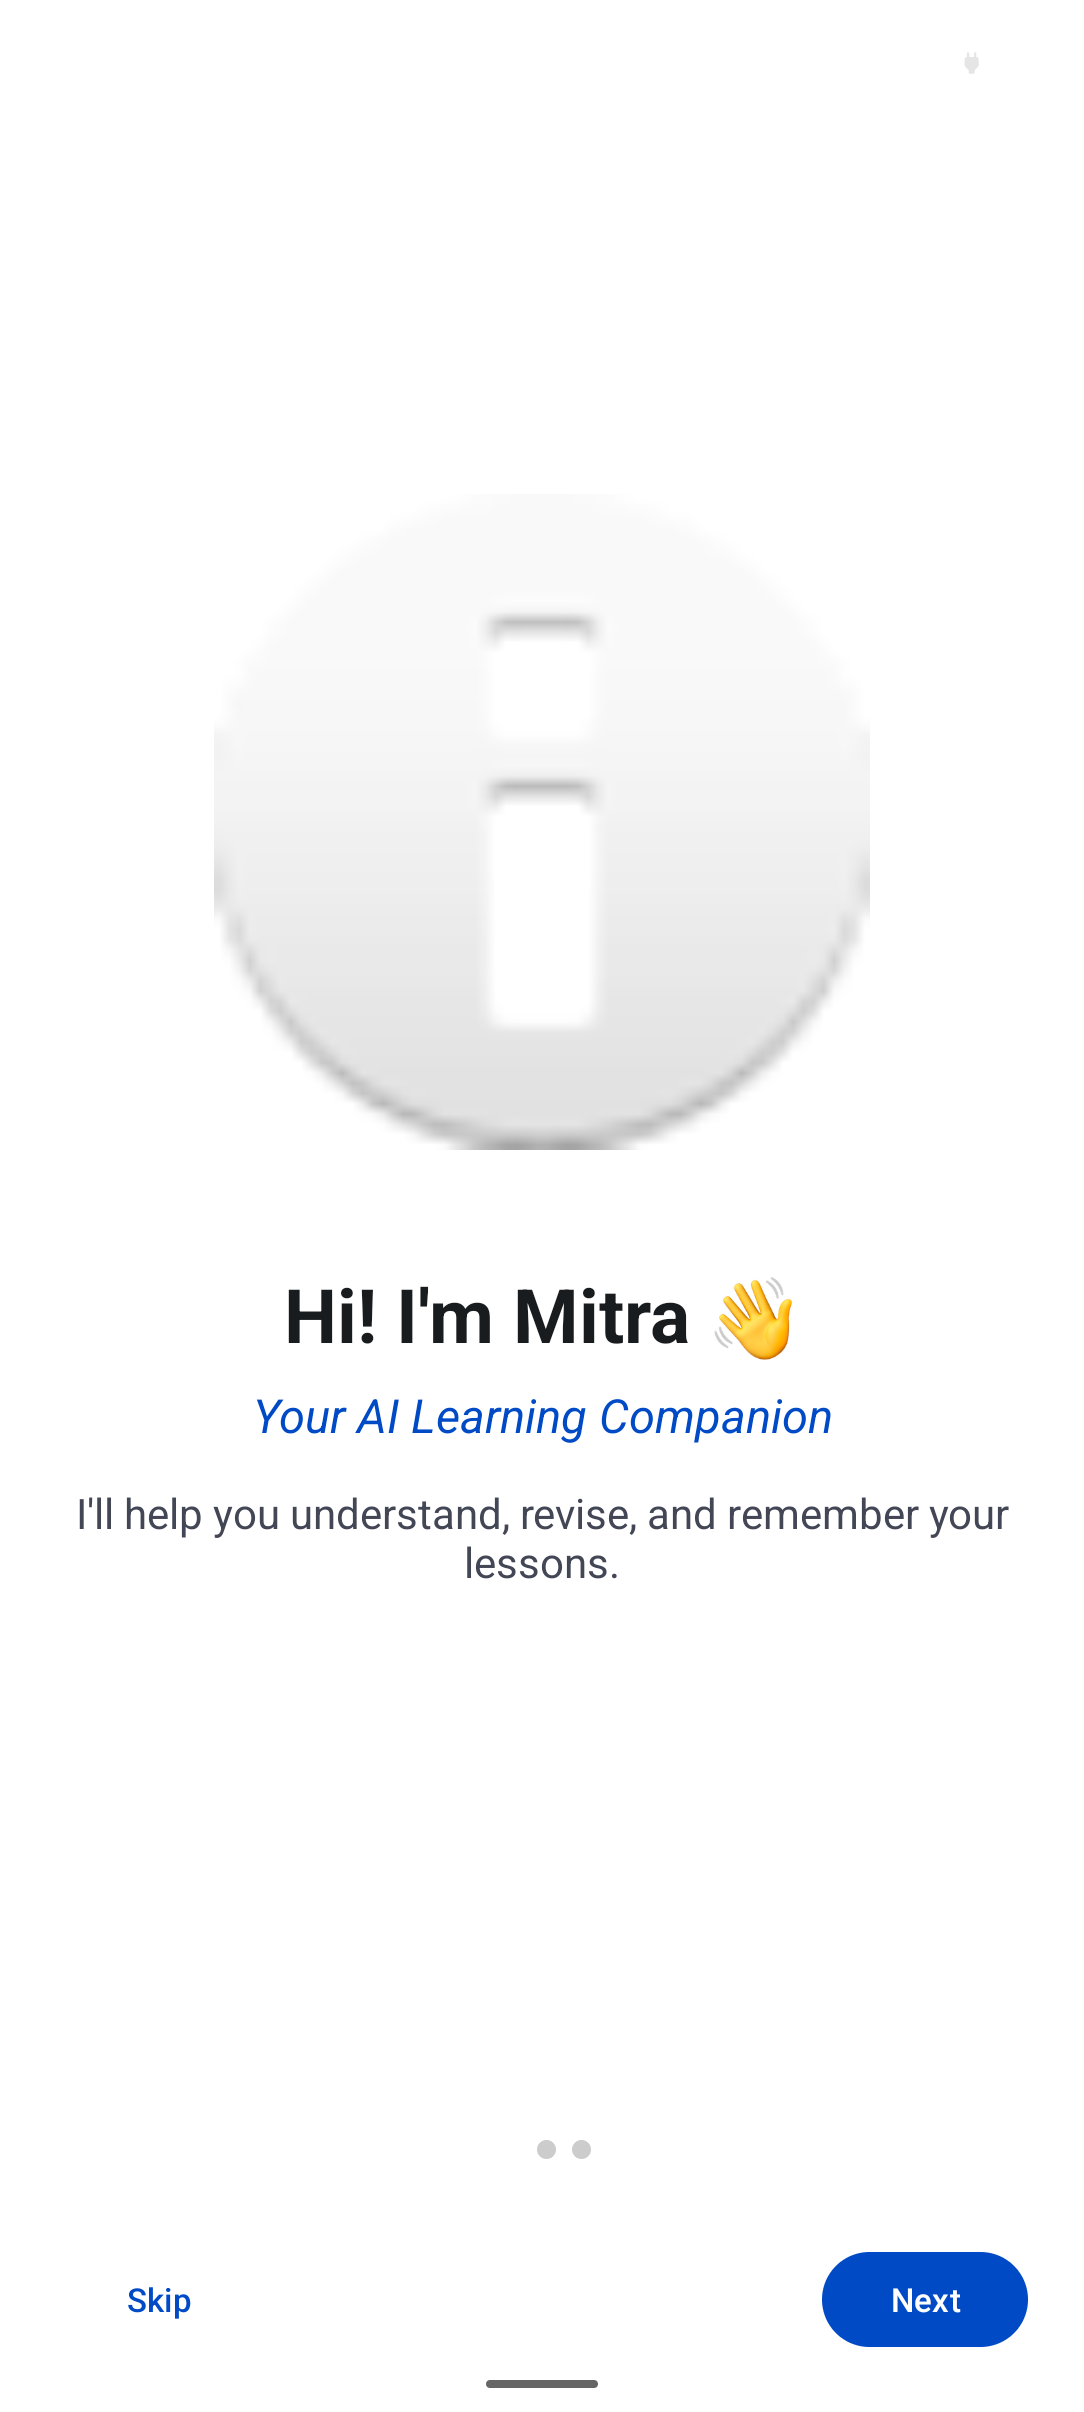 Hi! I'm Mitra 👋
Your AI Learning Companion
I'll help you understand, revise, and remember your
lessons.
Skip
Next